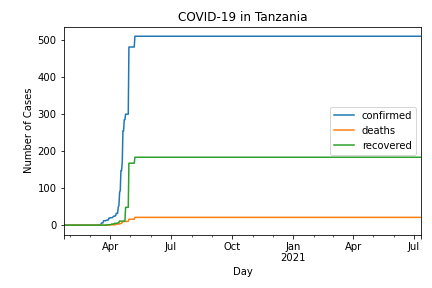 COVID-19 in Tanzania
Number of Cases
500
400
300
200
100
0
confirmed
deaths
recovered
Apr
Jul
Oct
Jan
2021
Apr
Jul
Day